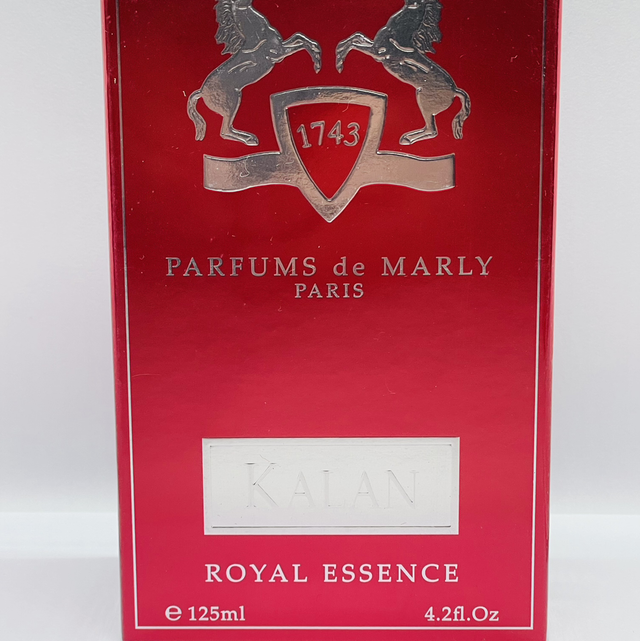 1743
PARFUMS de MARLY
PARIS
KALAN
ROYAL ESSENCE
℮ 125ml 4.2fl.Oz